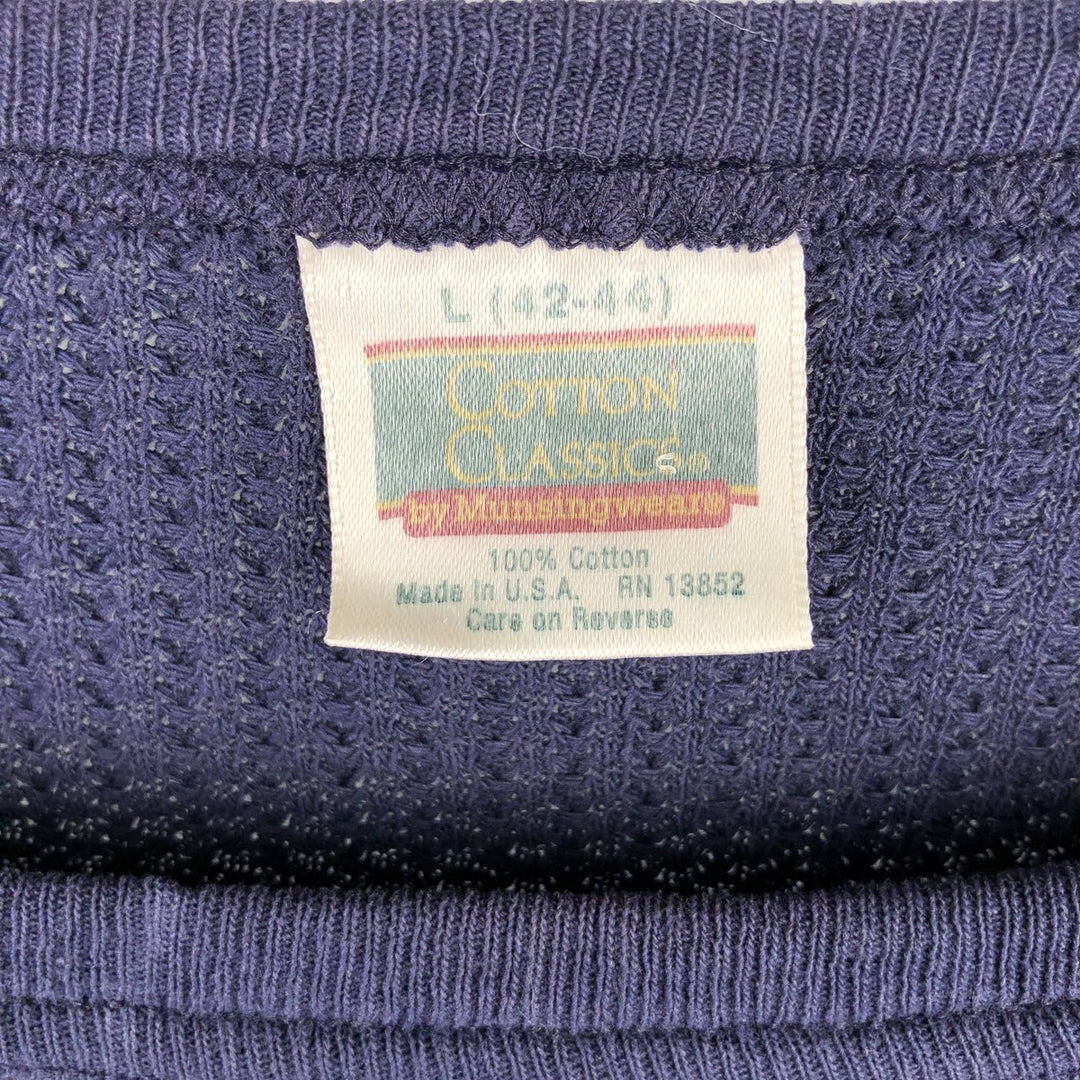 L (42-44)
COTTON
CLASSICS®
by Munsingwear®
100% Cotton
Made in U.S.A. RN 13852
Care on Reverse